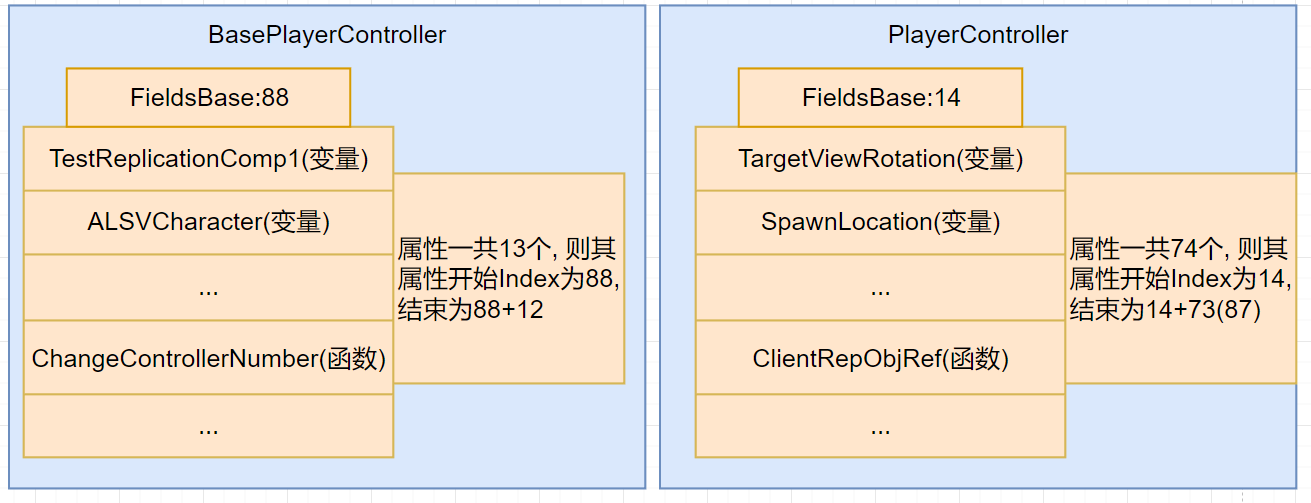 BasePlayerController
FieldsBase:88
TestReplicationComp1(变量)
ALSVCharacter(变量)
...
ChangeControllerNumber(函数)
...
属性一共13个, 则其
属性开始Index为88,
结束为88+12
PlayerController
FieldsBase:14
TargetViewRotation(变量)
SpawnLocation(变量)
...
ClientRepObjRef(函数)
...
属性一共74个, 则其
属性开始Index为14,
结束为14+73(87)